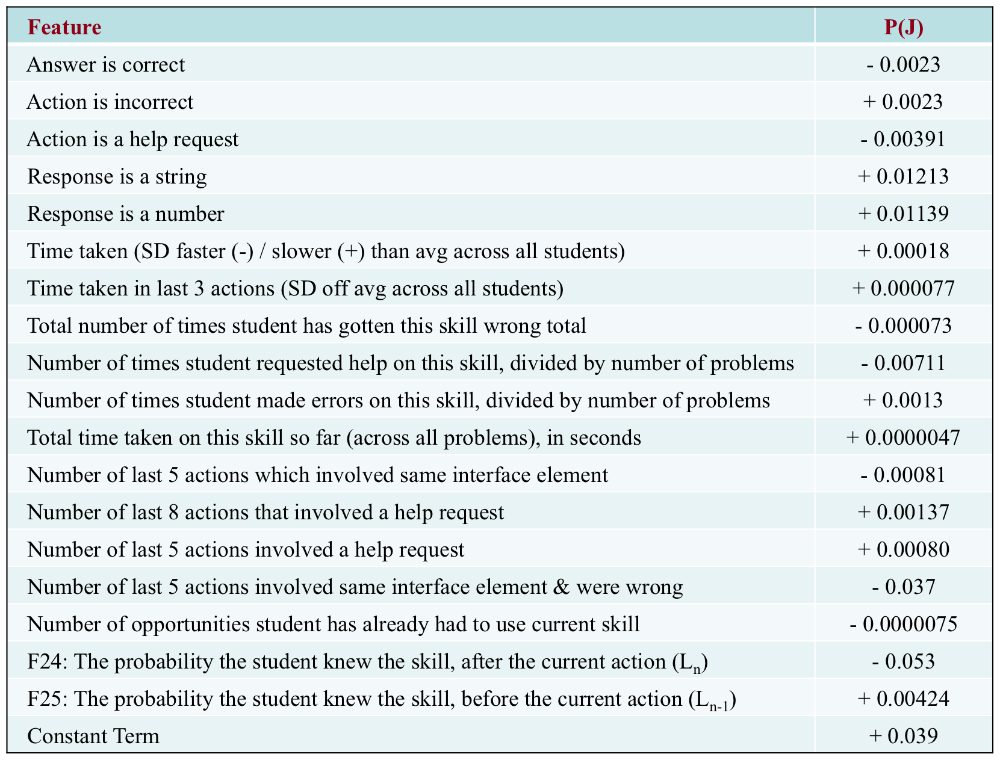 Feature P(J)
Answer is correct - 0.0023
Action is incorrect + 0.0023
Action is a help request - 0.00391
Response is a string + 0.01213
Response is a number + 0.01139
Time taken (SD faster (-) / slower (+) than avg across all students) + 0.00018
Time taken in last 3 actions (SD off avg across all students) + 0.000077
Total number of times student has gotten this skill wrong total - 0.000073
Number of times student requested help on this skill, divided by number of problems - 0.00711
Number of times student made errors on this skill, divided by number of problems + 0.0013
Total time taken on this skill so far (across all problems), in seconds + 0.0000047
Number of last 5 actions which involved same interface element - 0.00081
Number of last 8 actions that involved a help request + 0.00137
Number of last 5 actions involved a help request + 0.00080
Number of last 5 actions involved same interface element & were wrong - 0.037
Number of opportunities student has already had to use current skill - 0.0000075
F24: The probability the student knew the skill, after the current action (Ln) - 0.053
F25: The probability the student knew the skill, before the current action (Ln-1) + 0.00424
Constant Term + 0.039